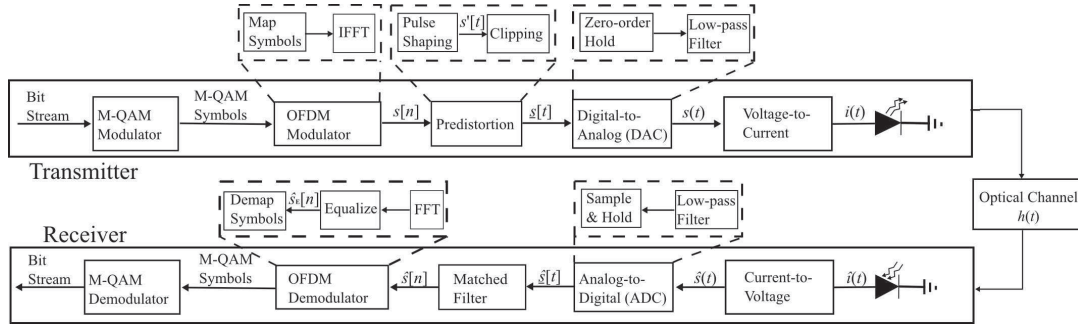 Map
Symbols
IFFT
Pulse
Shaping
s'[t]
Clipping
Zero-order
Hold
Low-pass
Filter
Bit
Stream
M-QAM
Modulator
M-QAM
Symbols
OFDM
Modulator
s[n]
Predistortion
s[t]
Digital-to-
Analog (DAC)
s(t)
Voltage-to-
Current
i(t)
Transmitter
Optical Channel
h(t)
Demap
Symbols
ŝE[n]
Equalize
FFT
Sample
& Hold
Low-pass
Filter
Receiver
Bit
Stream
M-QAM
Demodulator
M-QAM
Symbols
OFDM
Demodulator
ŝ[n]
Matched
Filter
ŝ[t]
Analog-to-
Digital (ADC)
ŝ(t)
Current-to-
Voltage
î(t)